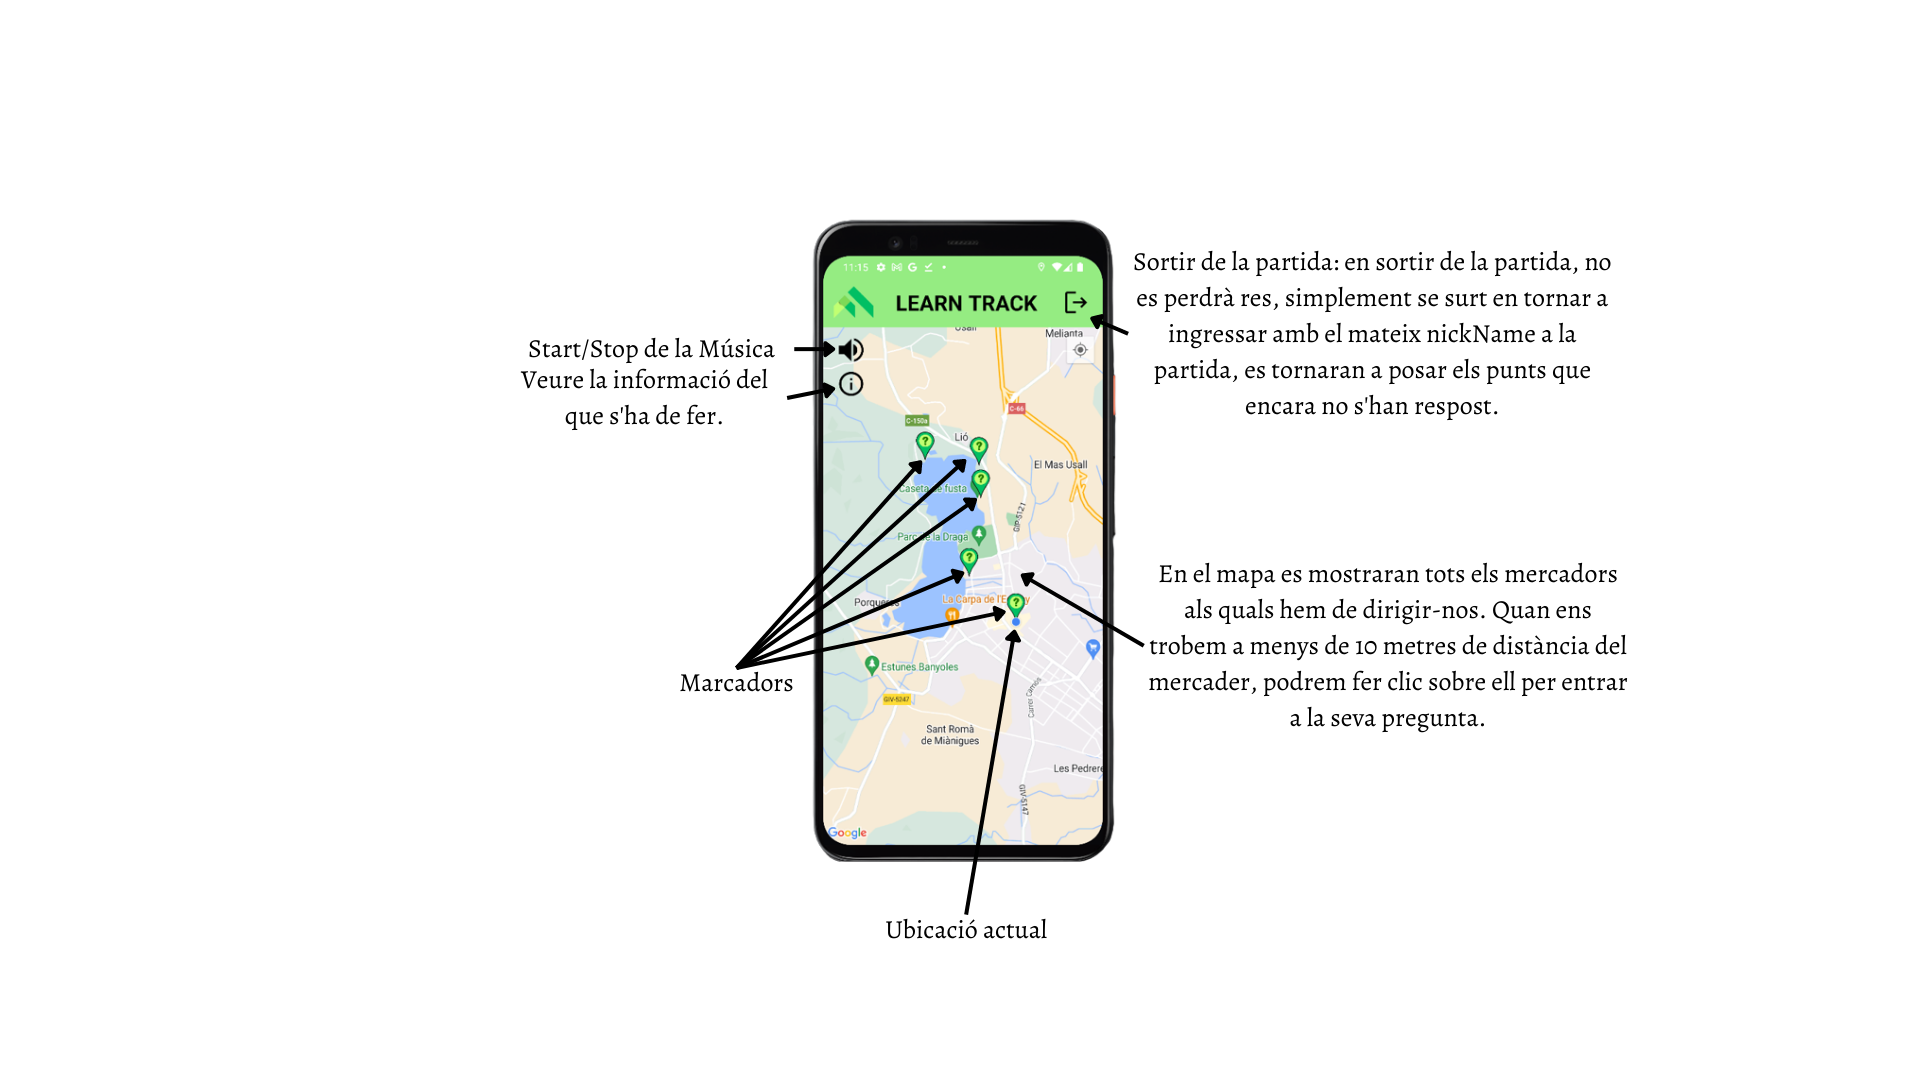 11:15
LEARN TRACK
Start/Stop de la Música
Veure la informació del
que s'ha de fer.
Sortir de la partida: en sortir de la partida, no
es perdrà res, simplement se surt en tornar a
ingressar amb el mateix nickName a la
partida, es tornaran a posar els punts que
encara no s'han respost.
Usall
Melianta
C-66
C-150a
Lió
El Mas Usall
Caseta de fusta
GIP-5121
Parc de la Draga
En el mapa es mostraran tots els mercadors
als quals hem de dirigir-nos. Quan ens
trobem a menys de 10 metres de distància del
mercader, podrem fer clic sobre ell per entrar
a la seva pregunta.
Porqueres
La Carpa de l'E
Estunes Banyoles
Marcadors
GIV-5247
Carrer Camós
Sant Romà
de Miànigues
Les Pedrere
GIV-5147
Google
Ubicació actual